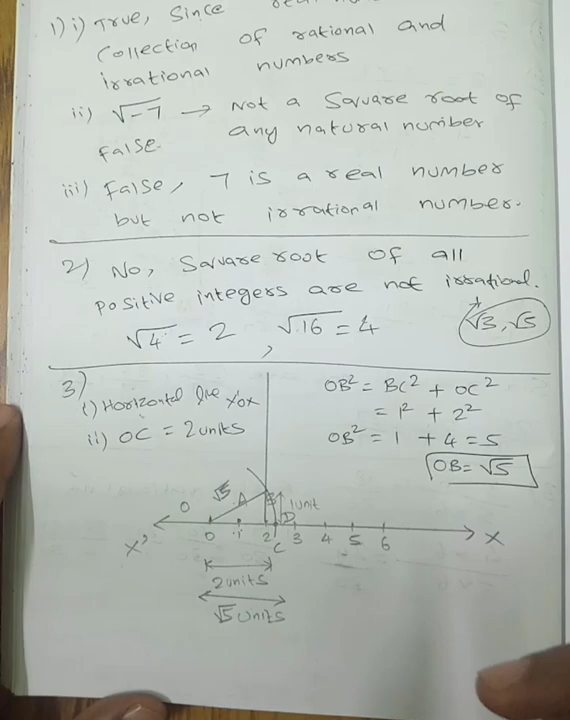 1) i) True, Since
Collection of rational and
irrational numbers
ii) √-7 → Not a Square root of
any natural number
false.
iii) False, 7 is a real number
but not irrational number.
2) No, Square root of all
positive integers are not irrational.
√4 = 2 , √16 = 4
√3, √5
3)
i) Horizontal line X'OX
ii) OC = 2 units
OB² = BC² + OC²
= 1² + 2²
OB² = 1 + 4 = 5
OB = √5
O √5 A B 1unit
D
0 1 2 3 4 5 6
X' C X
2 units
√5 units